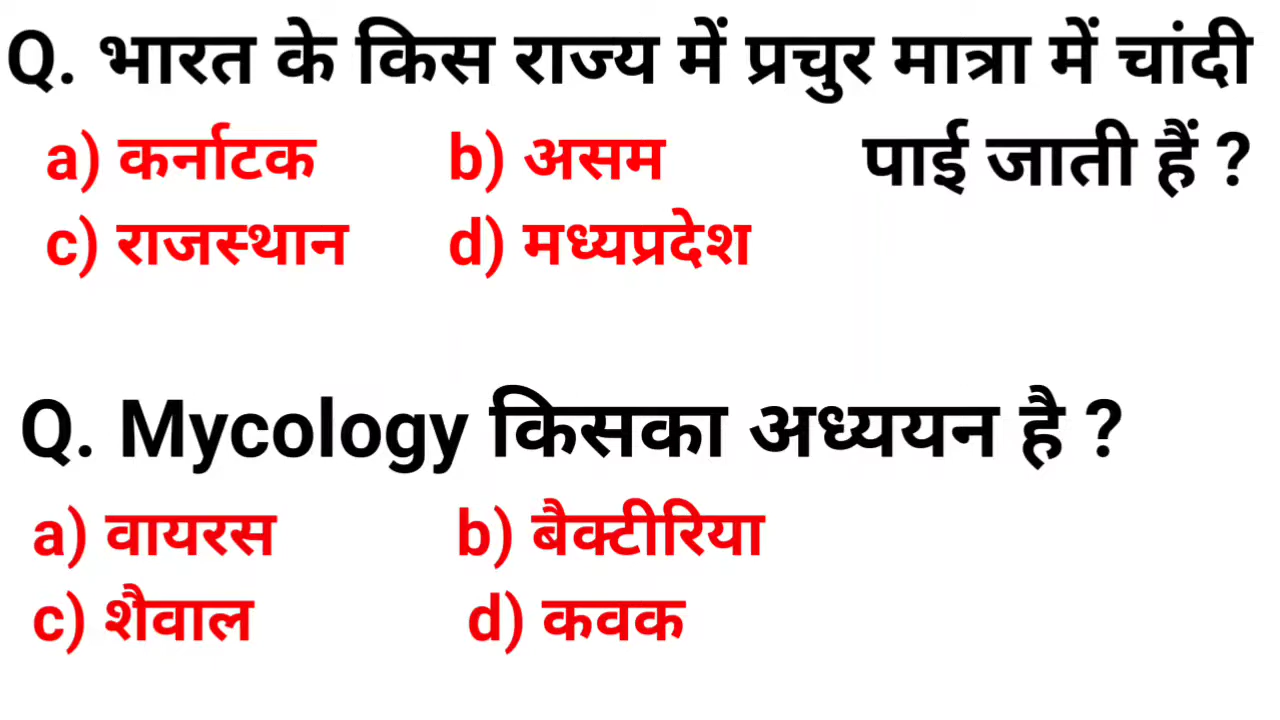 Q. भारत के किस राज्य में प्रचुर मात्रा में चांदी
पाई जाती हैं ?
a) कर्नाटक b) असम
c) राजस्थान d) मध्यप्रदेश
Q. Mycology किसका अध्ययन है ?
a) वायरस b) बैक्टीरिया
c) शैवाल d) कवक